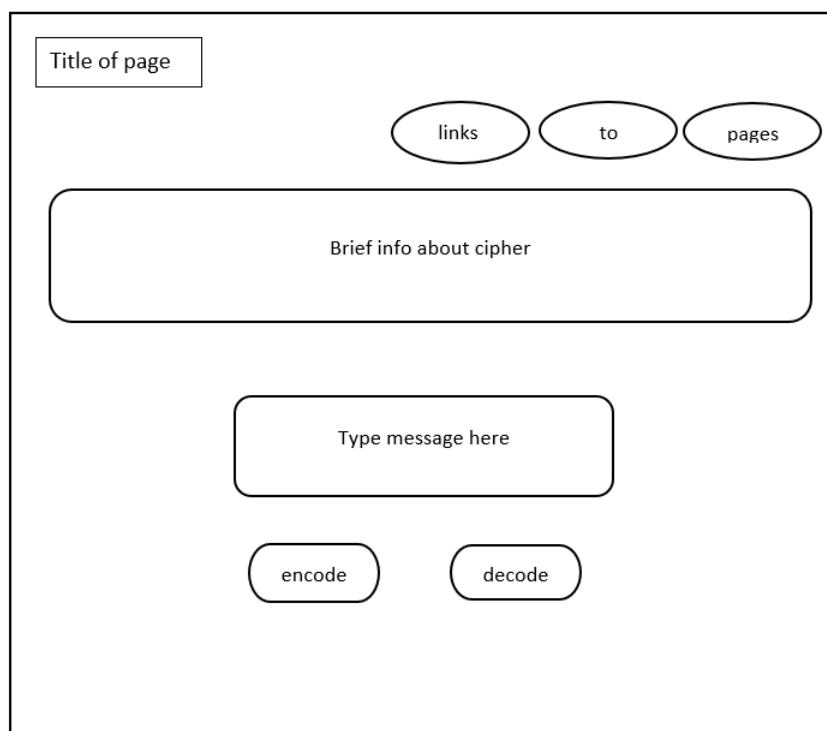 Title of page
links to pages
Brief info about cipher
Type message here
encode decode